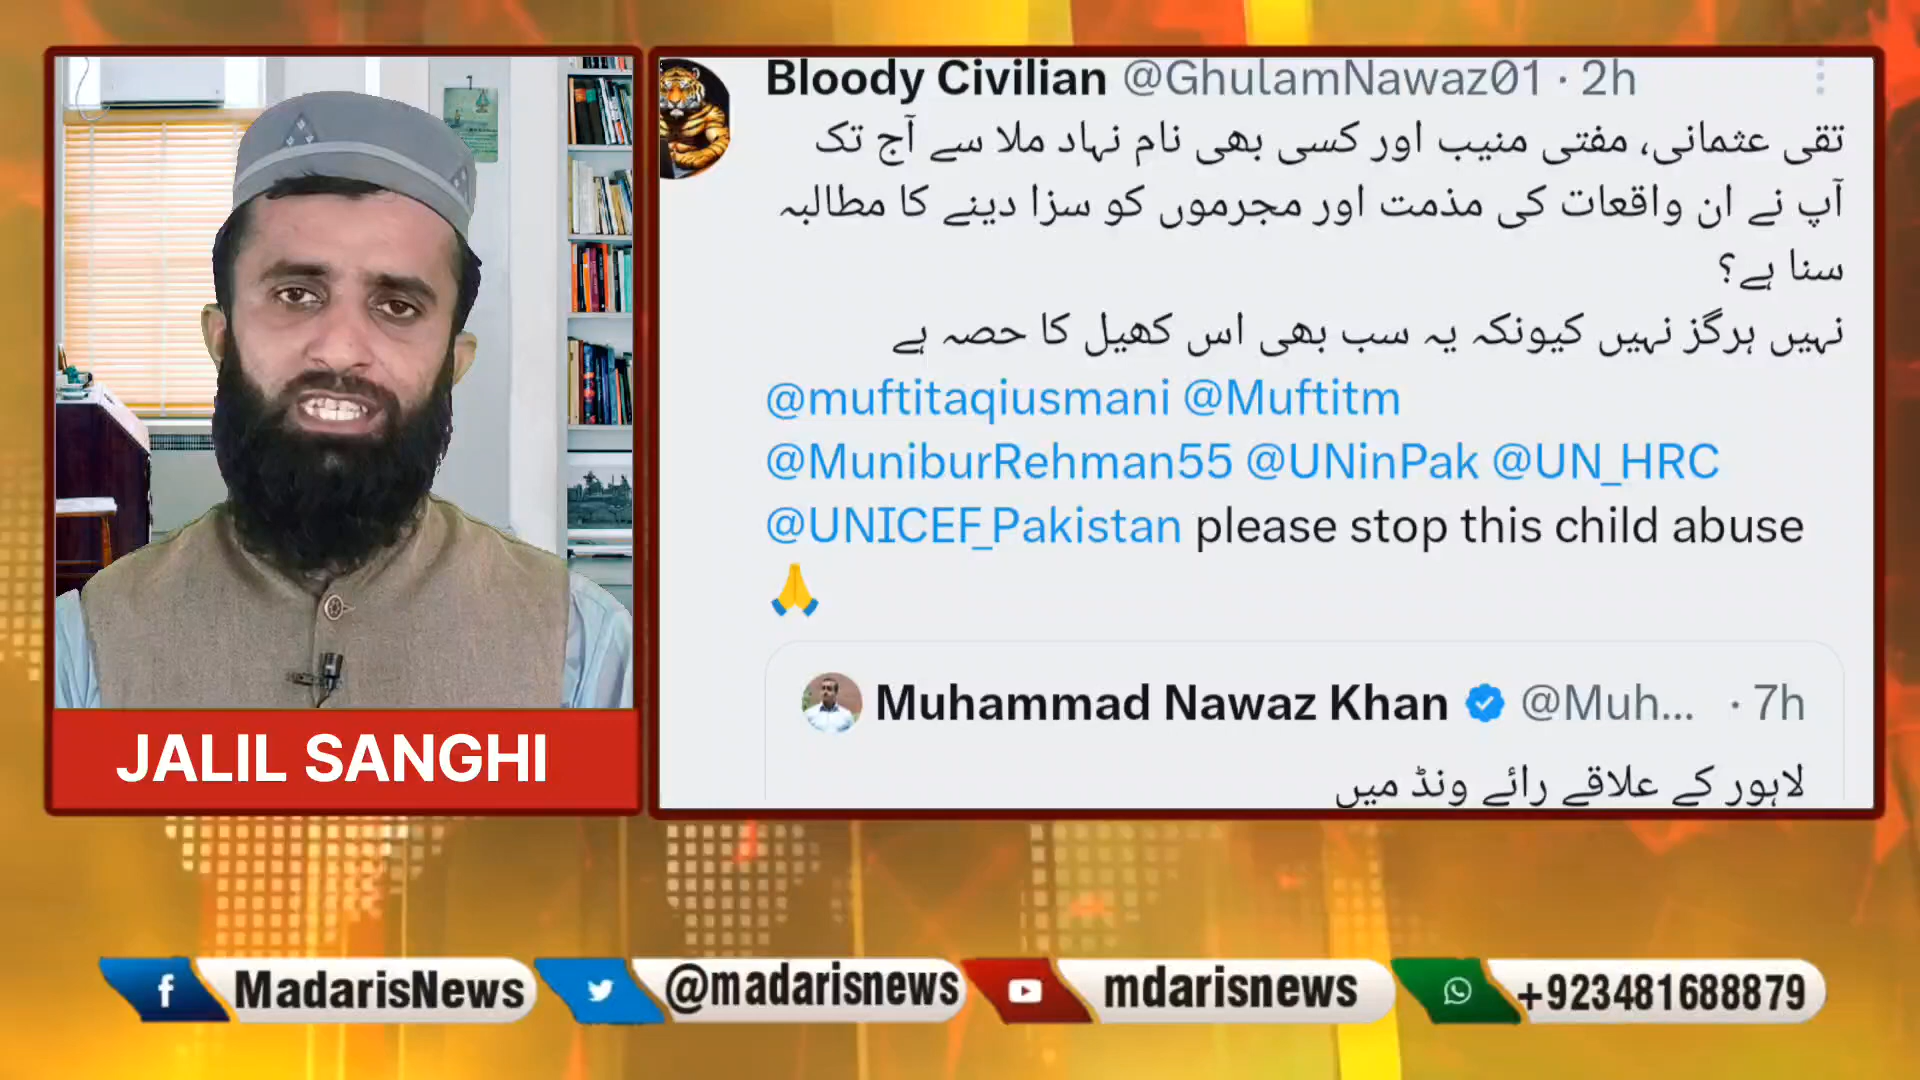 Bloody Civilian @GhulamNawaz01 · 2h
تقی عثمانی، مفتی منیب اور کسی بھی نام نہاد ملا سے آج تک
آپ نے ان واقعات کی مذمت اور مجرموں کو سزا دینے کا مطالبہ
سنا ہے؟
نہیں ہرگز نہیں کیونکہ یہ سب بھی اس کھیل کا حصہ ہے
@muftitaqiusmani @Muftitm
@MuniburRehman55 @UNinPak @UN_HRC
@UNICEF_Pakistan please stop this child abuse
🙏
Muhammad Nawaz Khan @Muh... · 7h
لاہور کے علاقے رائے ونڈ میں
JALIL SANGHI
MadarisNews
@madarisnews
mdarisnews
+923481688879